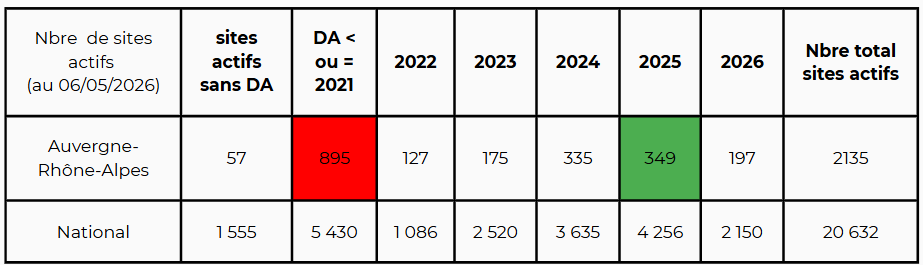 Nbre de sites actifs (au 06/05/2026) | sites actifs sans DA | DA < ou = 2021 | 2022 | 2023 | 2024 | 2025 | 2026 | Nbre total sites actifs
Auvergne-Rhône-Alpes | 57 | 895 | 127 | 175 | 335 | 349 | 197 | 2135
National | 1 555 | 5 430 | 1 086 | 2 520 | 3 635 | 4 256 | 2 150 | 20 632